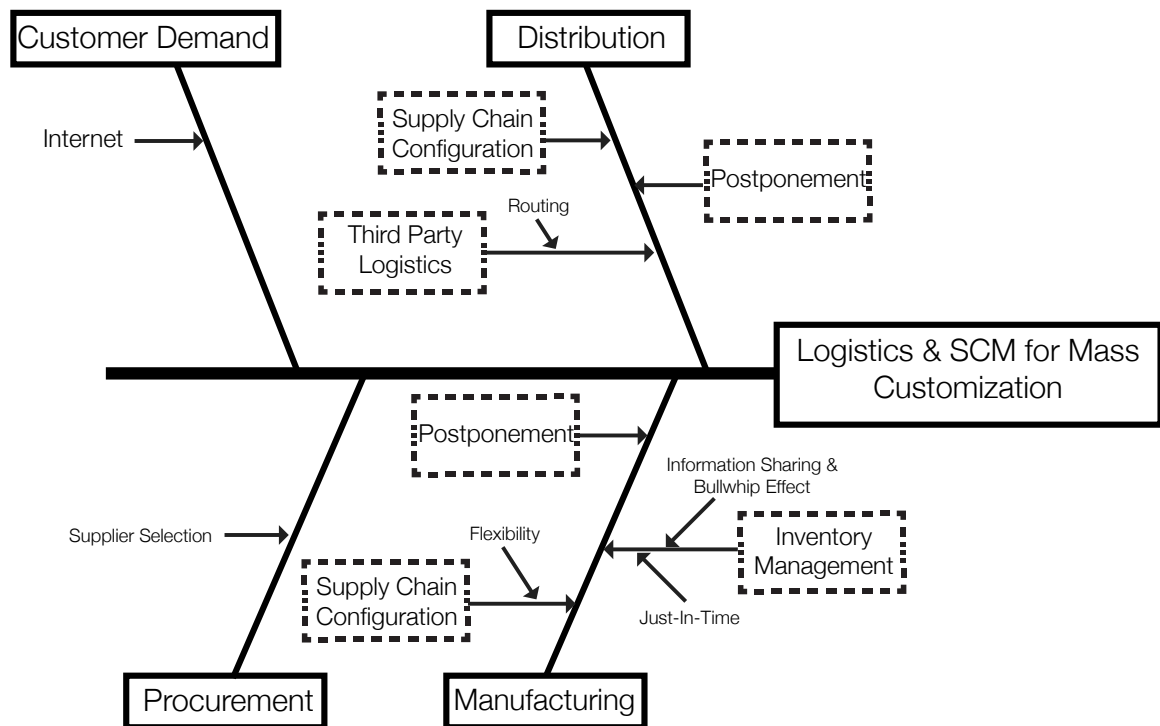 Customer Demand
Distribution
Internet
Supply Chain
Configuration
Postponement
Routing
Third Party
Logistics
Logistics & SCM for Mass
Customization
Postponement
Information Sharing &
Bullwhip Effect
Supplier Selection
Flexibility
Inventory
Management
Supply Chain
Configuration
Just-In-Time
Procurement
Manufacturing